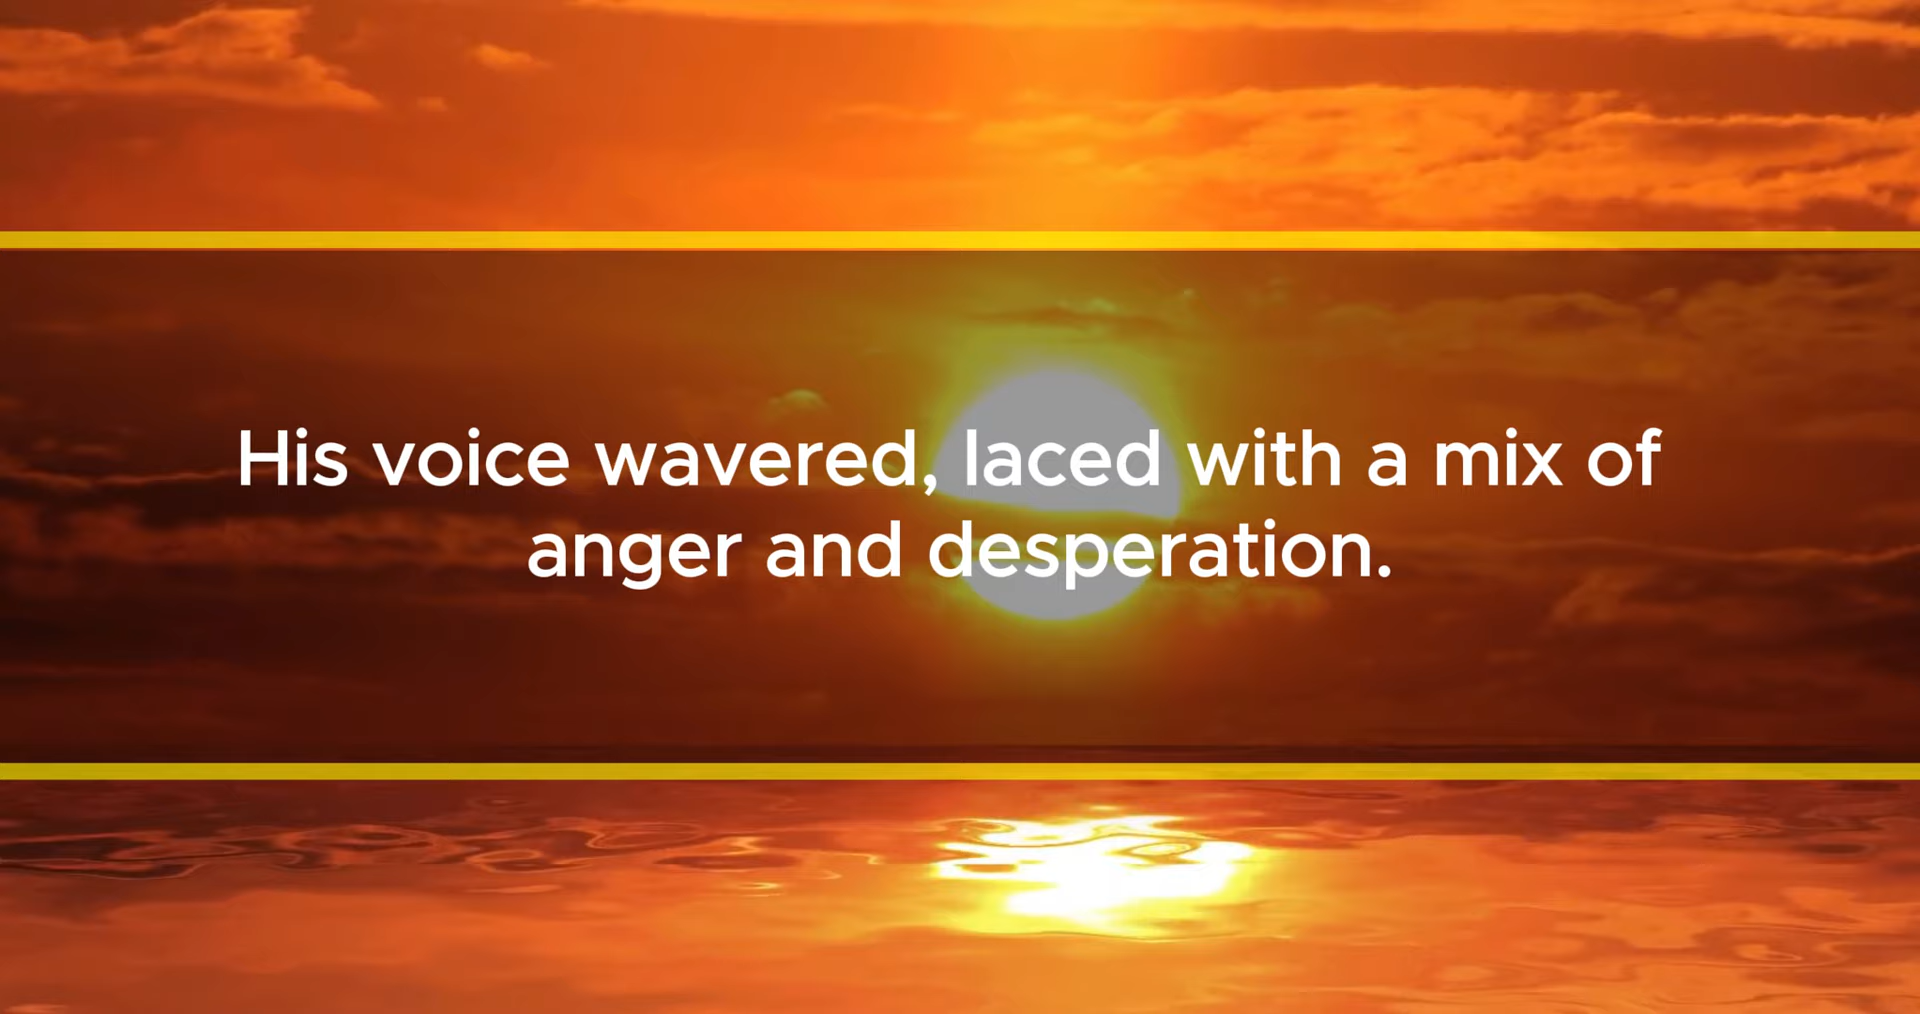 His voice wavered, laced with a mix of
anger and desperation.